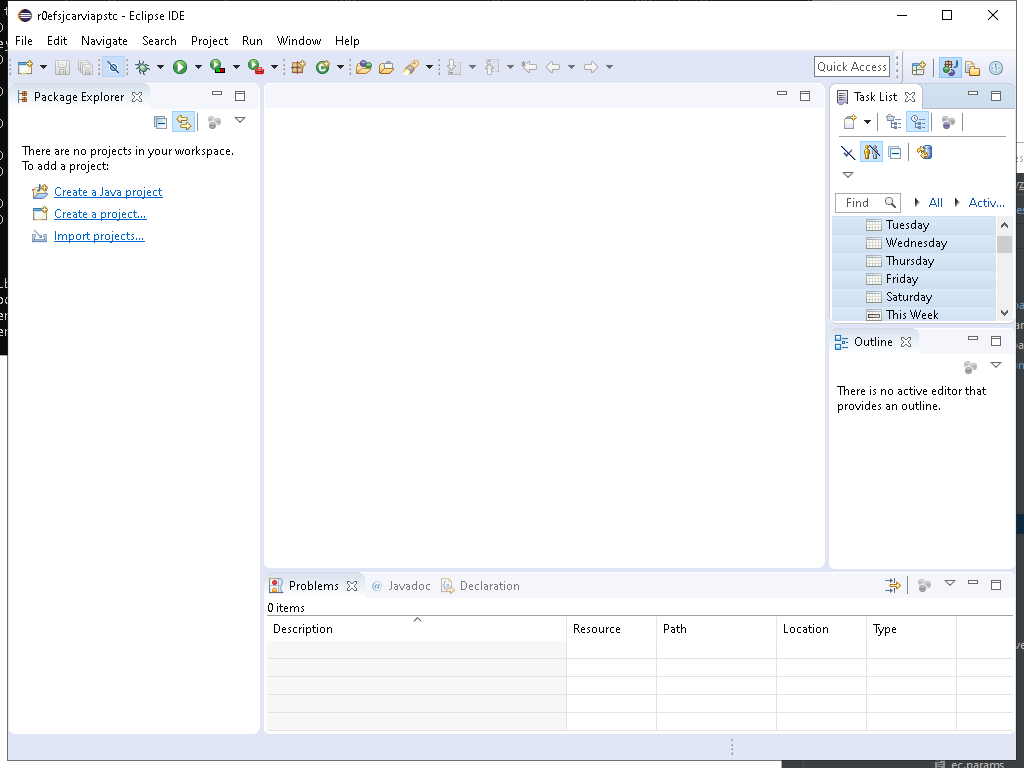 r0efsjcarviapstc - Eclipse IDE
File Edit Navigate Search Project Run Window Help
Quick Access
Package Explorer
Task List
There are no projects in your workspace.
To add a project:
Create a Java project
Create a project...
Import projects...
Find All Activ...
Tuesday
Wednesday
Thursday
Friday
Saturday
This Week
Outline
There is no active editor that
provides an outline.
Problems @ Javadoc Declaration
0 items
Description Resource Path Location Type
ec.params